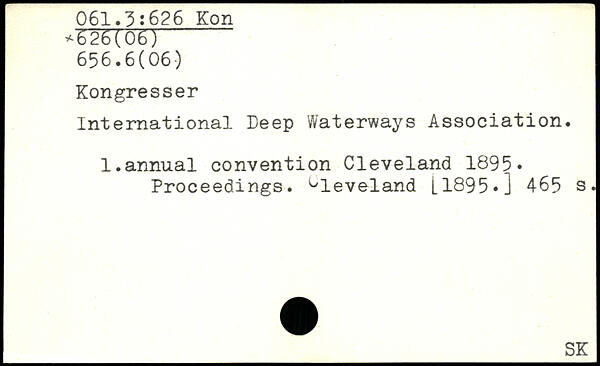 061.3:626 Kon
*626(06)
656.6(06)
Kongresser
International Deep Waterways Association.
1.annual convention Cleveland 1895.
Proceedings. Cleveland [1895.] 465 s.
SK